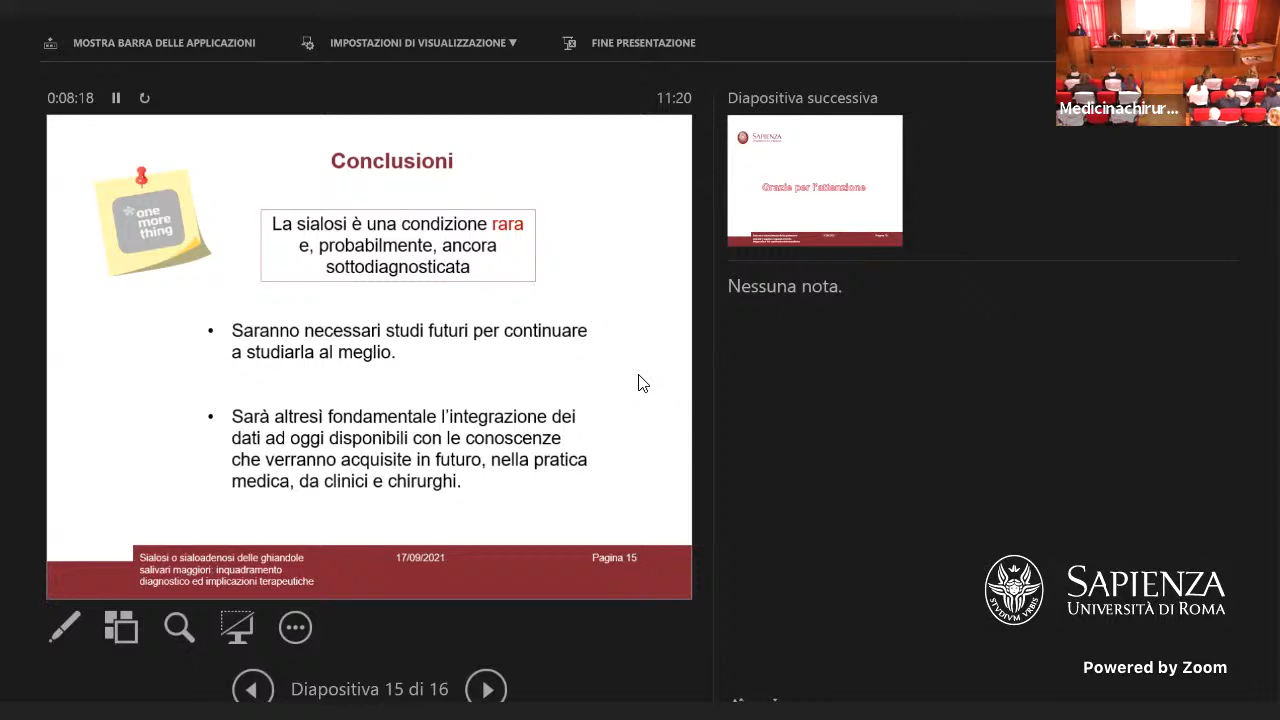 MOSTRA BARRA DELLE APPLICAZIONI
IMPOSTAZIONI DI VISUALIZZAZIONE ▼
FINE PRESENTAZIONE
Medicinachirur...
0:08:18
11:20
Diapositiva successiva
Conclusioni
*one
more
thing
La sialosi è una condizione rara
e, probabilmente, ancora
sottodiagnosticata
• Saranno necessari studi futuri per continuare
a studiarla al meglio.
• Sarà altresì fondamentale l'integrazione dei
dati ad oggi disponibili con le conoscenze
che verranno acquisite in futuro, nella pratica
medica, da clinici e chirurghi.
Sialosi o sialoadenosi delle ghiandole
salivari maggiori: inquadramento
diagnostico ed implicazioni terapeutiche
17/09/2021
Pagina 15
SAPIENZA
Grazie per l'attenzione
Nessuna nota.
STUDIUM URBIS
SAPIENZA
UNIVERSITÀ DI ROMA
Powered by Zoom
Diapositiva 15 di 16